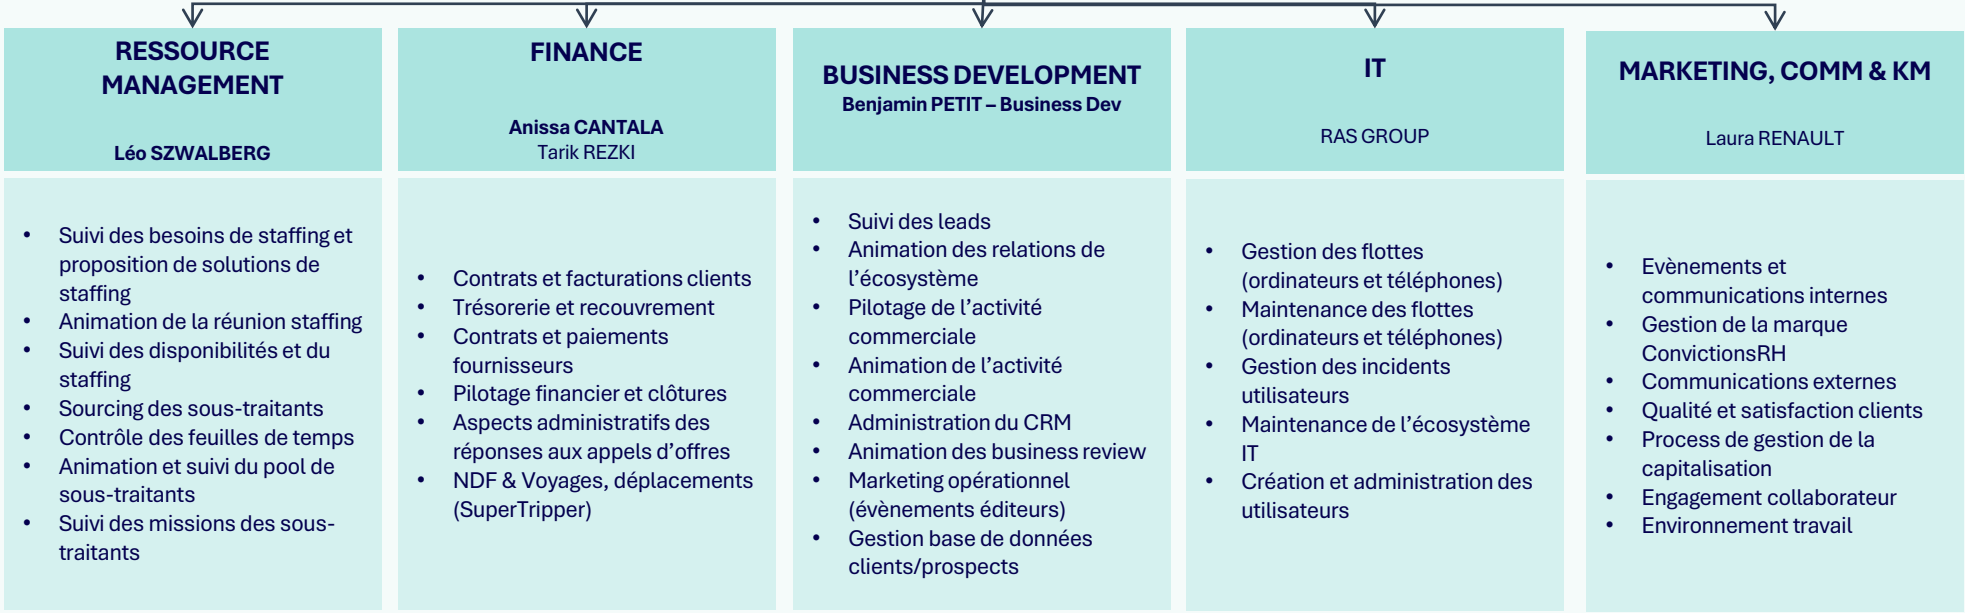 RESSOURCE
MANAGEMENT
Léo SZWALBERG
• Suivi des besoins de staffing et
proposition de solutions de
staffing
• Animation de la réunion staffing
• Suivi des disponibilités et du
staffing
• Sourcing des sous-traitants
• Contrôle des feuilles de temps
• Animation et suivi du pool de
sous-traitants
• Suivi des missions des sous-
traitants
FINANCE
Anissa CANTALA
Tarik REZKI
• Contrats et facturations clients
• Trésorerie et recouvrement
• Contrats et paiements
fournisseurs
• Pilotage financier et clôtures
• Aspects administratifs des
réponses aux appels d’offres
• NDF & Voyages, déplacements
(SuperTripper)
BUSINESS DEVELOPMENT
Benjamin PETIT – Business Dev
• Suivi des leads
• Animation des relations de
l’écosystème
• Pilotage de l’activité
commerciale
• Animation de l’activité
commerciale
• Administration du CRM
• Animation des business review
• Marketing opérationnel
(évènements éditeurs)
• Gestion base de données
clients/prospects
IT
RAS GROUP
• Gestion des flottes
(ordinateurs et téléphones)
• Maintenance des flottes
(ordinateurs et téléphones)
• Gestion des incidents
utilisateurs
• Maintenance de l’écosystème
IT
• Création et administration des
utilisateurs
MARKETING, COMM & KM
Laura RENAULT
• Evènements et
communications internes
• Gestion de la marque
ConvictionsRH
• Communications externes
• Qualité et satisfaction clients
• Process de gestion de la
capitalisation
• Engagement collaborateur
• Environnement travail